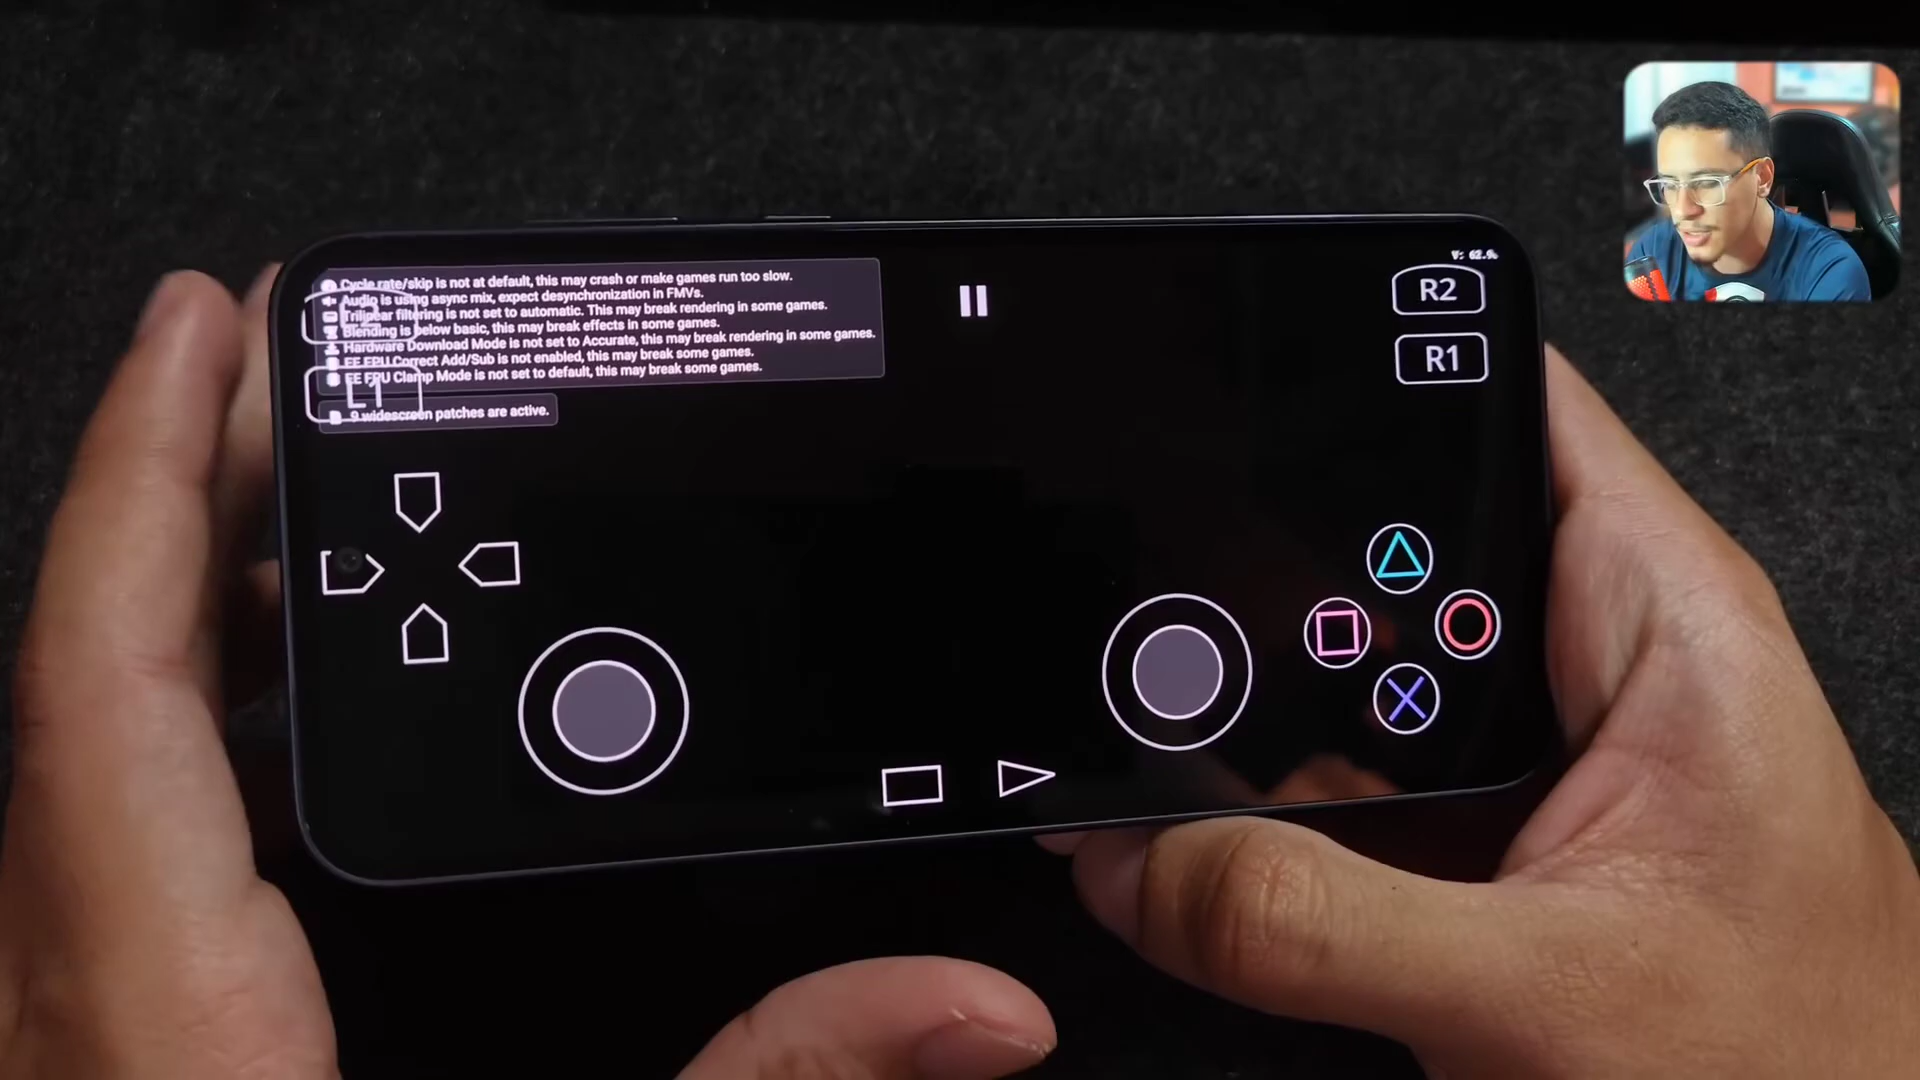 Cycle rate/skip is not at default, this may crash or make games run too slow.
Audio is using async mix, expect desynchronization in FMVs.
Trilinear filtering is not set to automatic. This may break rendering in some games.
Blending is below basic, this may break effects in some games.
Hardware Download Mode is not set to Accurate, this may break rendering in some games.
EE FPU Correct Add/Sub is not enabled, this may break some games.
EE FPU Clamp Mode is not set to default, this may break some games.
9 widescreen patches are active.
L2
L1
R2
R1